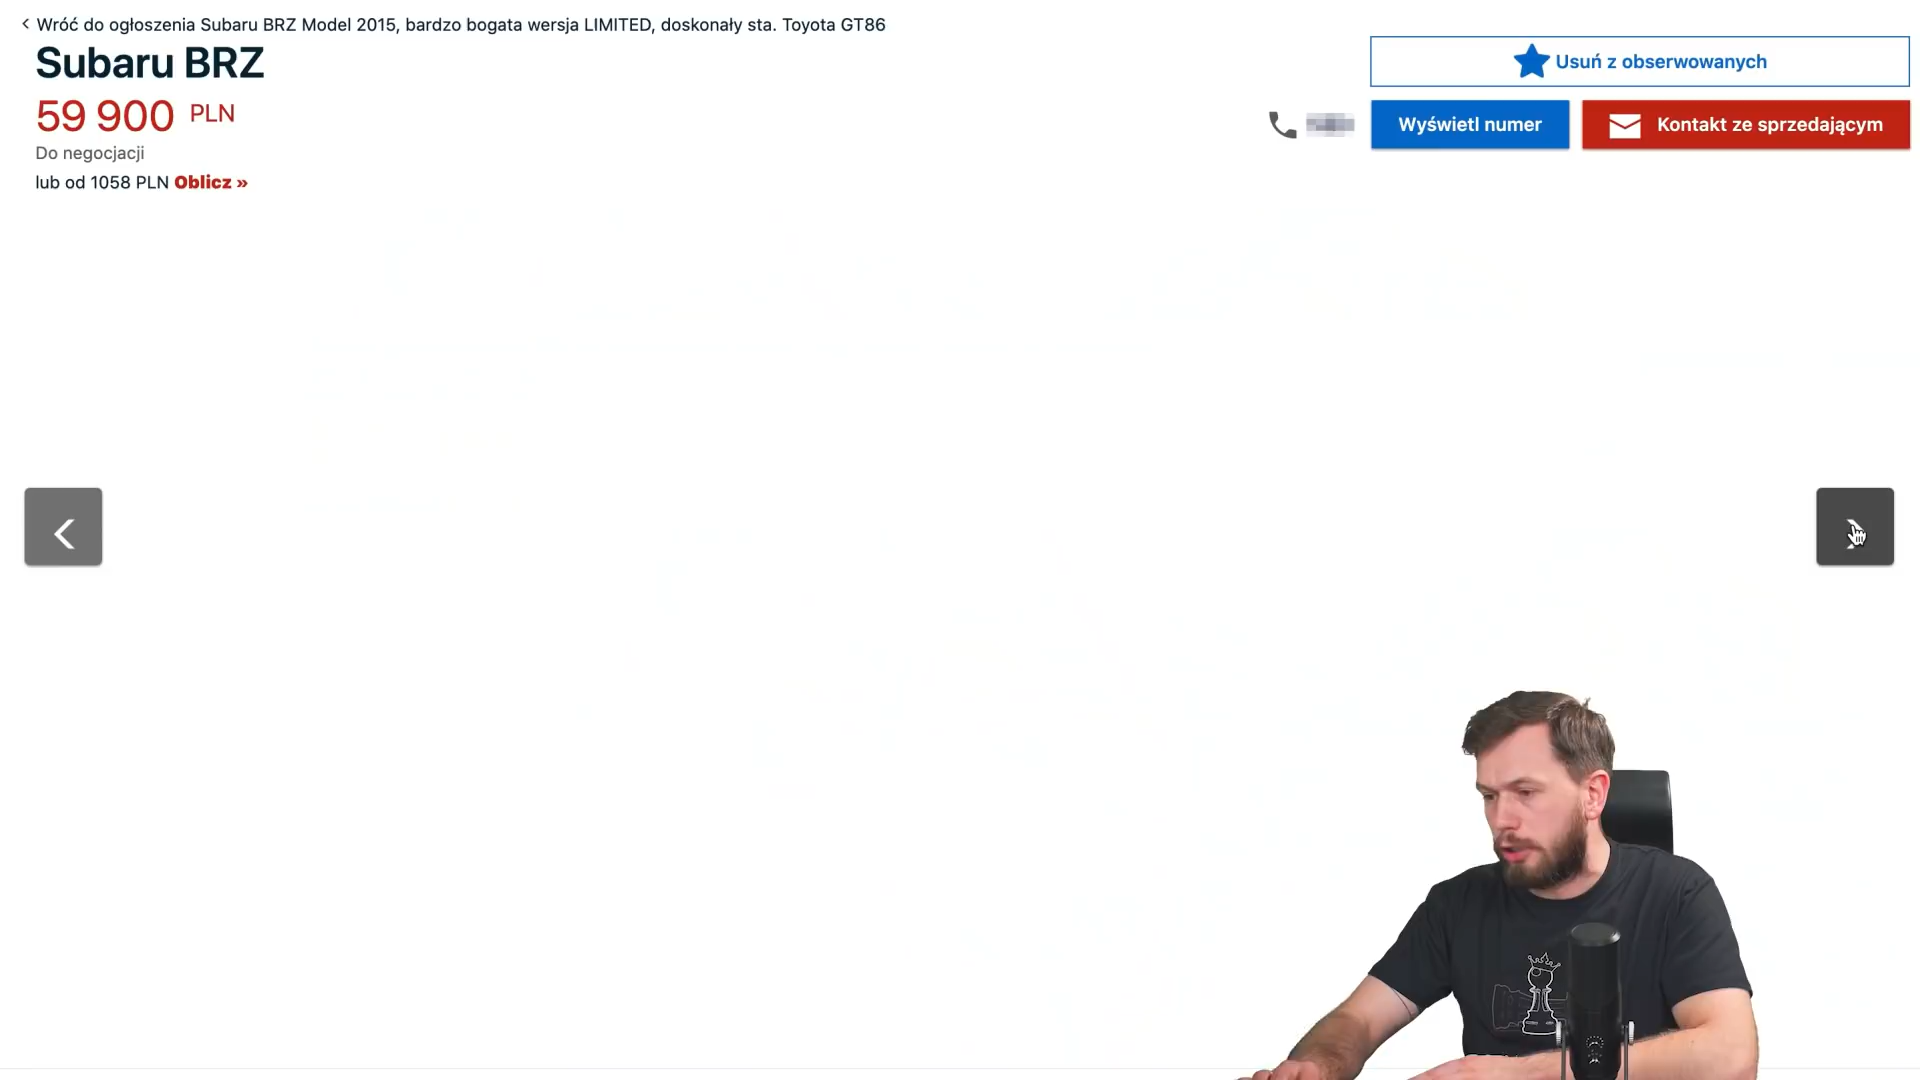 Wróć do ogłoszenia Subaru BRZ Model 2015, bardzo bogata wersja LIMITED, doskonały sta. Toyota GT86
Subaru BRZ
Usuń z obserwowanych
59 900 PLN
Wyświetl numer
Kontakt ze sprzedającym
Do negocjacji
lub od 1058 PLN Oblicz »